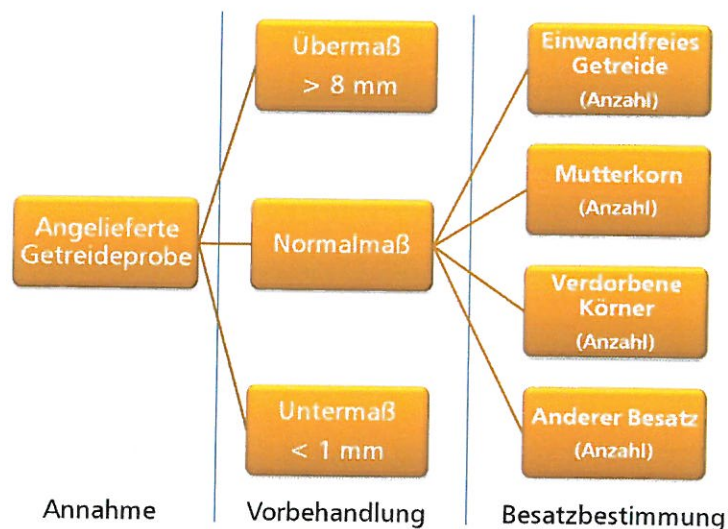 Angelieferte
Getreideprobe
Annahme
Übermaß
> 8 mm
Normalmaß
Untermaß
< 1 mm
Vorbehandlung
Einwandfreies
Getreide
(Anzahl)
Mutterkorn
(Anzahl)
Verdorbene
Körner
(Anzahl)
Anderer Besatz
(Anzahl)
Besatzbestimmung